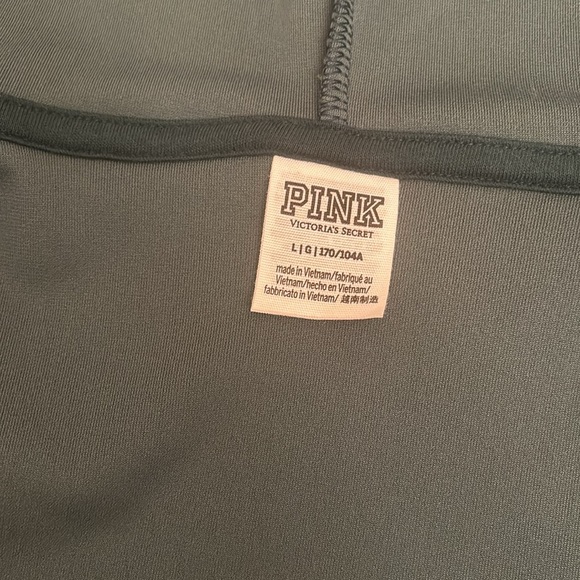 PINK
VICTORIA'S SECRET
L | G | 170/104A
made in Vietnam/fabriqué au
Vietnam/hecho en Vietnam/
fabbricato in Vietnam/ 越南制造